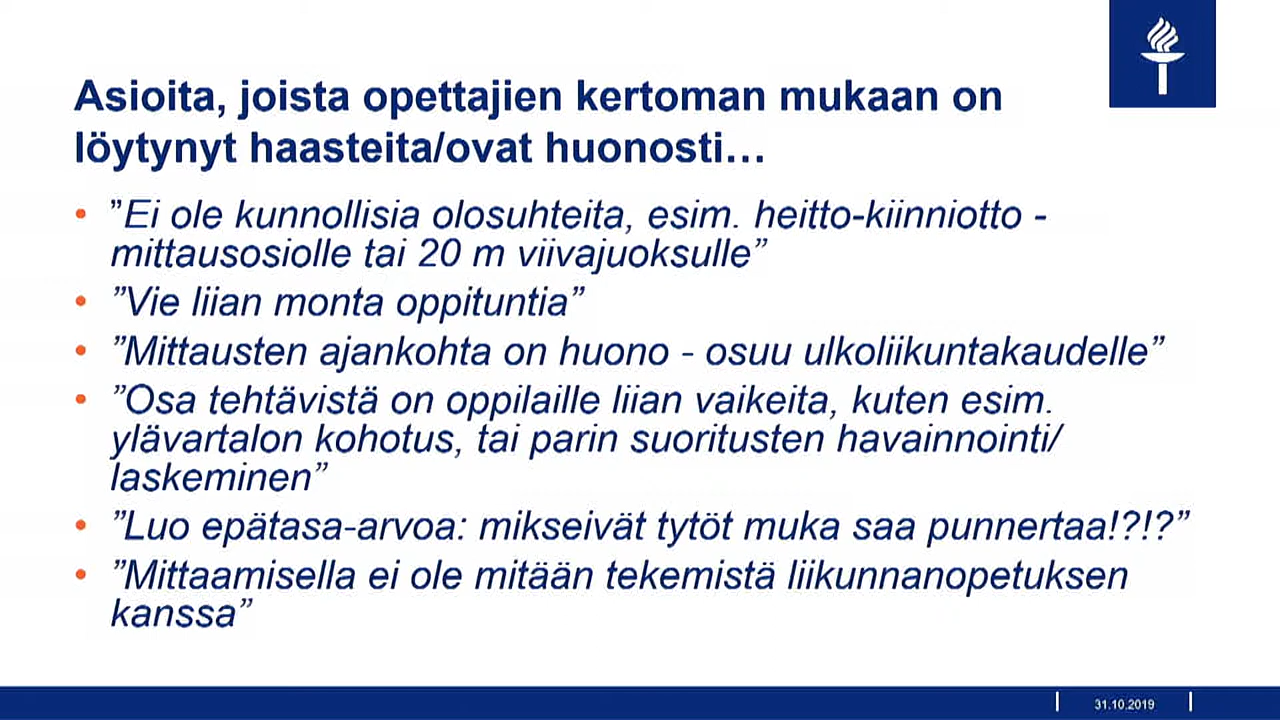 Asioita, joista opettajien kertoman mukaan on
löytynyt haasteita/ovat huonosti…
• ”Ei ole kunnollisia olosuhteita, esim. heitto-kiinniotto -
mittausosiolle tai 20 m viivajuoksulle”
• ”Vie liian monta oppituntia”
• ”Mittausten ajankohta on huono - osuu ulkoliikuntakaudelle”
• ”Osa tehtävistä on oppilaille liian vaikeita, kuten esim.
ylävartalon kohotus, tai parin suoritusten havainnointi/
laskeminen”
• ”Luo epätasa-arvoa: mikseivät tytöt muka saa punnertaa!?!?”
• ”Mittaamisella ei ole mitään tekemistä liikunnanopetuksen
kanssa”
31.10.2019